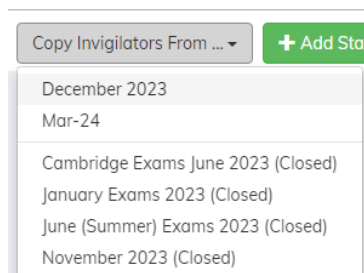 Copy Invigilators From ...
+ Add Sta
December 2023
Mar-24
Cambridge Exams June 2023 (Closed)
January Exams 2023 (Closed)
June (Summer) Exams 2023 (Closed)
November 2023 (Closed)